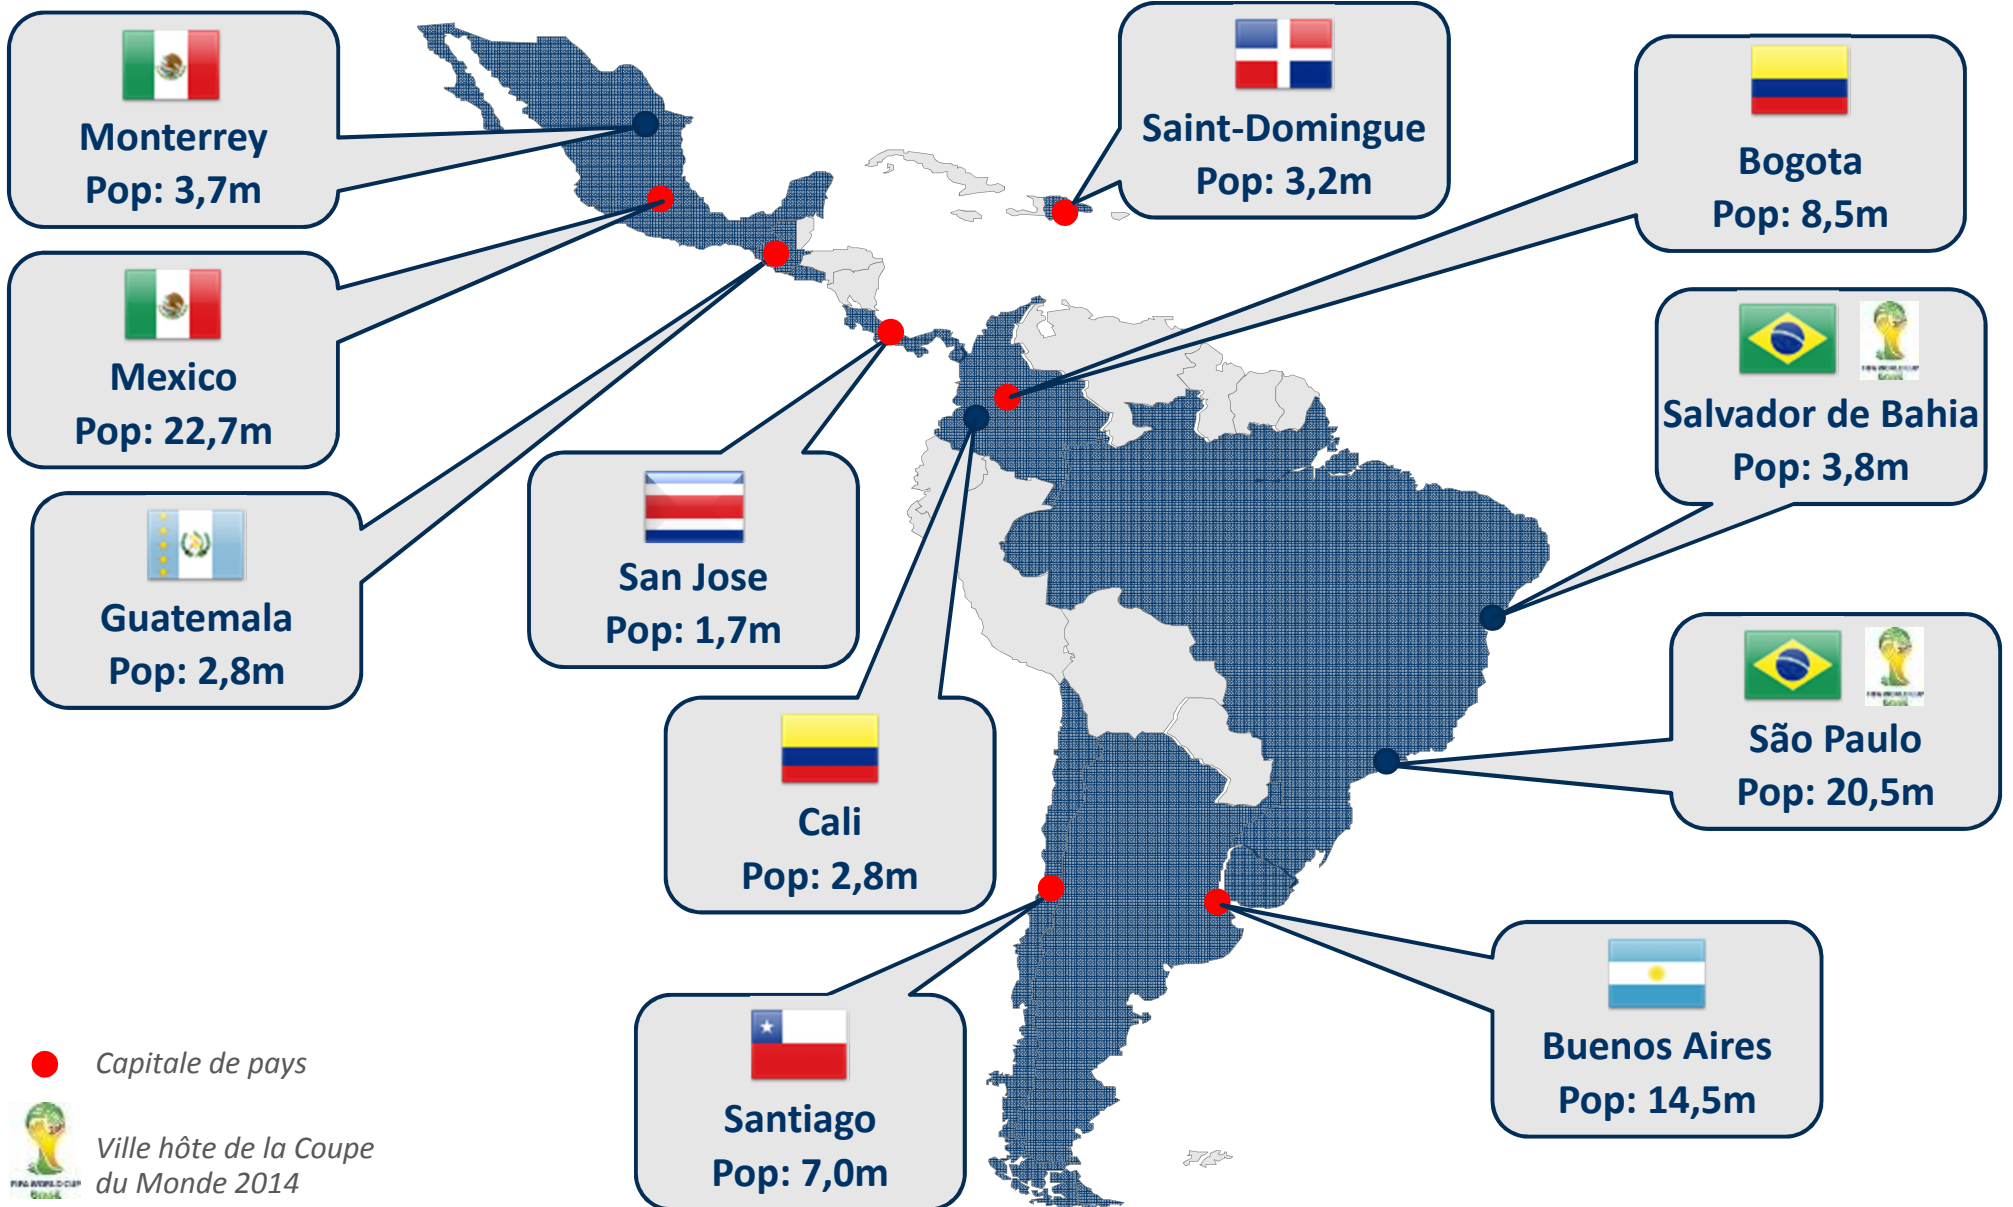 Monterrey
Pop: 3,7m
Saint-Domingue
Pop: 3,2m
Bogota
Pop: 8,5m
Mexico
Pop: 22,7m
Salvador de Bahia
Pop: 3,8m
San Jose
Pop: 1,7m
Guatemala
Pop: 2,8m
São Paulo
Pop: 20,5m
Cali
Pop: 2,8m
Buenos Aires
Pop: 14,5m
Santiago
Pop: 7,0m
Capitale de pays
Ville hôte de la Coupe
du Monde 2014